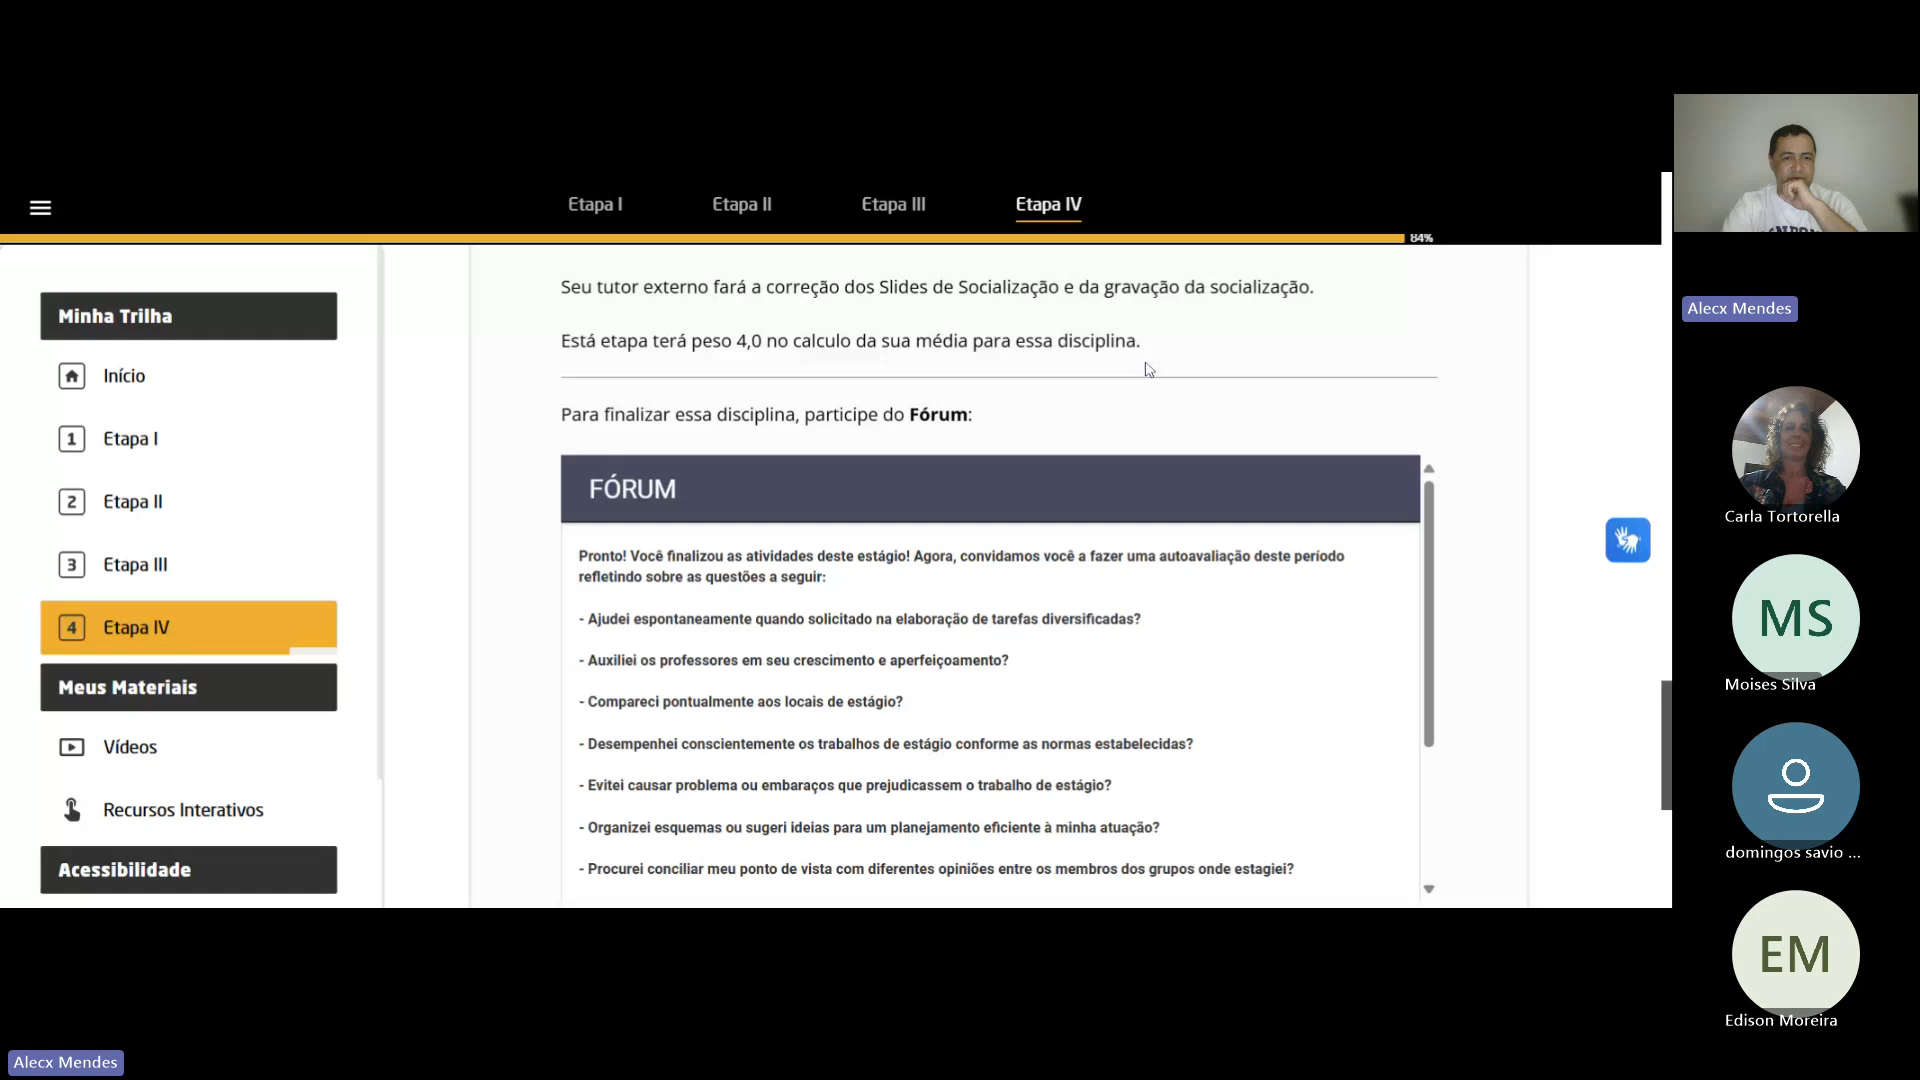 Etapa I
Etapa II
Etapa III
Etapa IV
84%
Minha Trilha
Início
1 Etapa I
2 Etapa II
3 Etapa III
4 Etapa IV
Meus Materiais
Vídeos
Recursos Interativos
Acessibilidade
Seu tutor externo fará a correção dos Slides de Socialização e da gravação da socialização.
Está etapa terá peso 4,0 no calculo da sua média para essa disciplina.
Para finalizar essa disciplina, participe do Fórum:
FÓRUM
Pronto! Você finalizou as atividades deste estágio! Agora, convidamos você a fazer uma autoavaliação deste período
refletindo sobre as questões a seguir:
- Ajudei espontaneamente quando solicitado na elaboração de tarefas diversificadas?
- Auxiliei os professores em seu crescimento e aperfeiçoamento?
- Compareci pontualmente aos locais de estágio?
- Desempenhei conscientemente os trabalhos de estágio conforme as normas estabelecidas?
- Evitei causar problema ou embaraços que prejudicassem o trabalho de estágio?
- Organizei esquemas ou sugeri ideias para um planejamento eficiente à minha atuação?
- Procurei conciliar meu ponto de vista com diferentes opiniões entre os membros dos grupos onde estagiei?
Alecx Mendes
Carla Tortorella
MS
Moises Silva
domingos savio ...
EM
Edison Moreira
Alecx Mendes